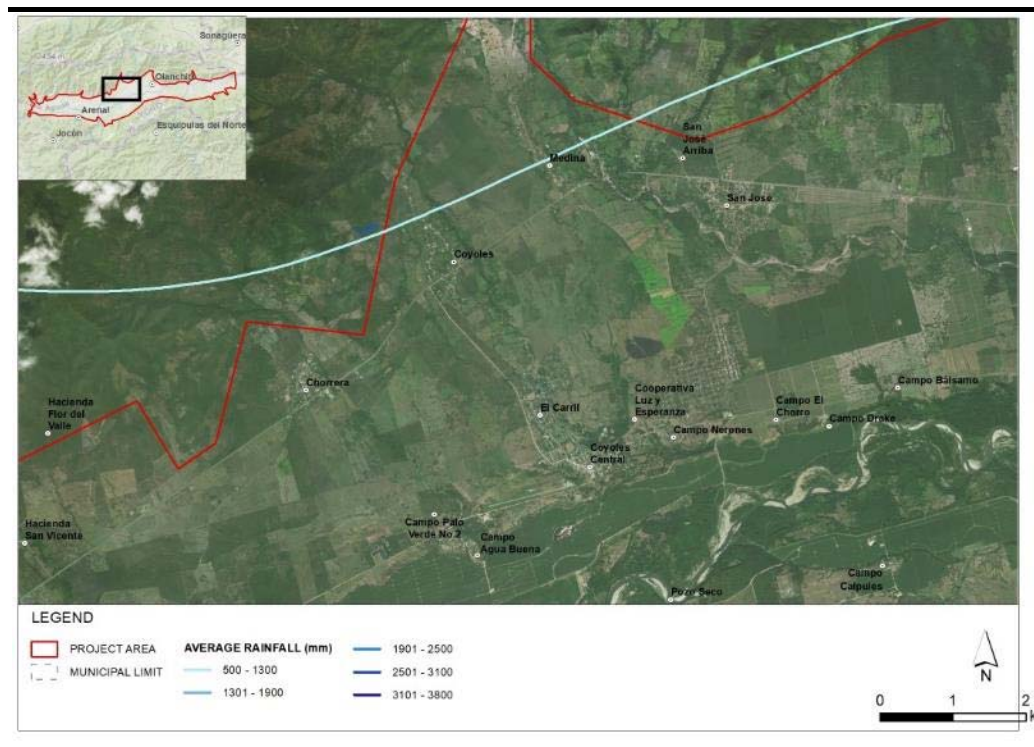 Sonagüera
Olanchito
Arenal
Jocón
Esquipulas del Norte
San
José
Arriba
Medina
San Jose
Coyoles
Chorrera
Hacienda
Flor del
Valle
El Carril
Cooperativa
Luz y
Esperanza
Campo Bálsamo
Campo El
Chorro
Campo Drake
Campo Nerones
Coyoles
Central
Hacienda
San Vicente
Campo Palo
Verde No.2
Campo
Agua Buena
Campo
Calpules
Pozo Seco
LEGEND
PROJECT AREA
MUNICIPAL LIMIT
AVERAGE RAINFALL (mm)
500 - 1300
1301 - 1900
1901 - 2500
2501 - 3100
3101 - 3800
N
0 1 2